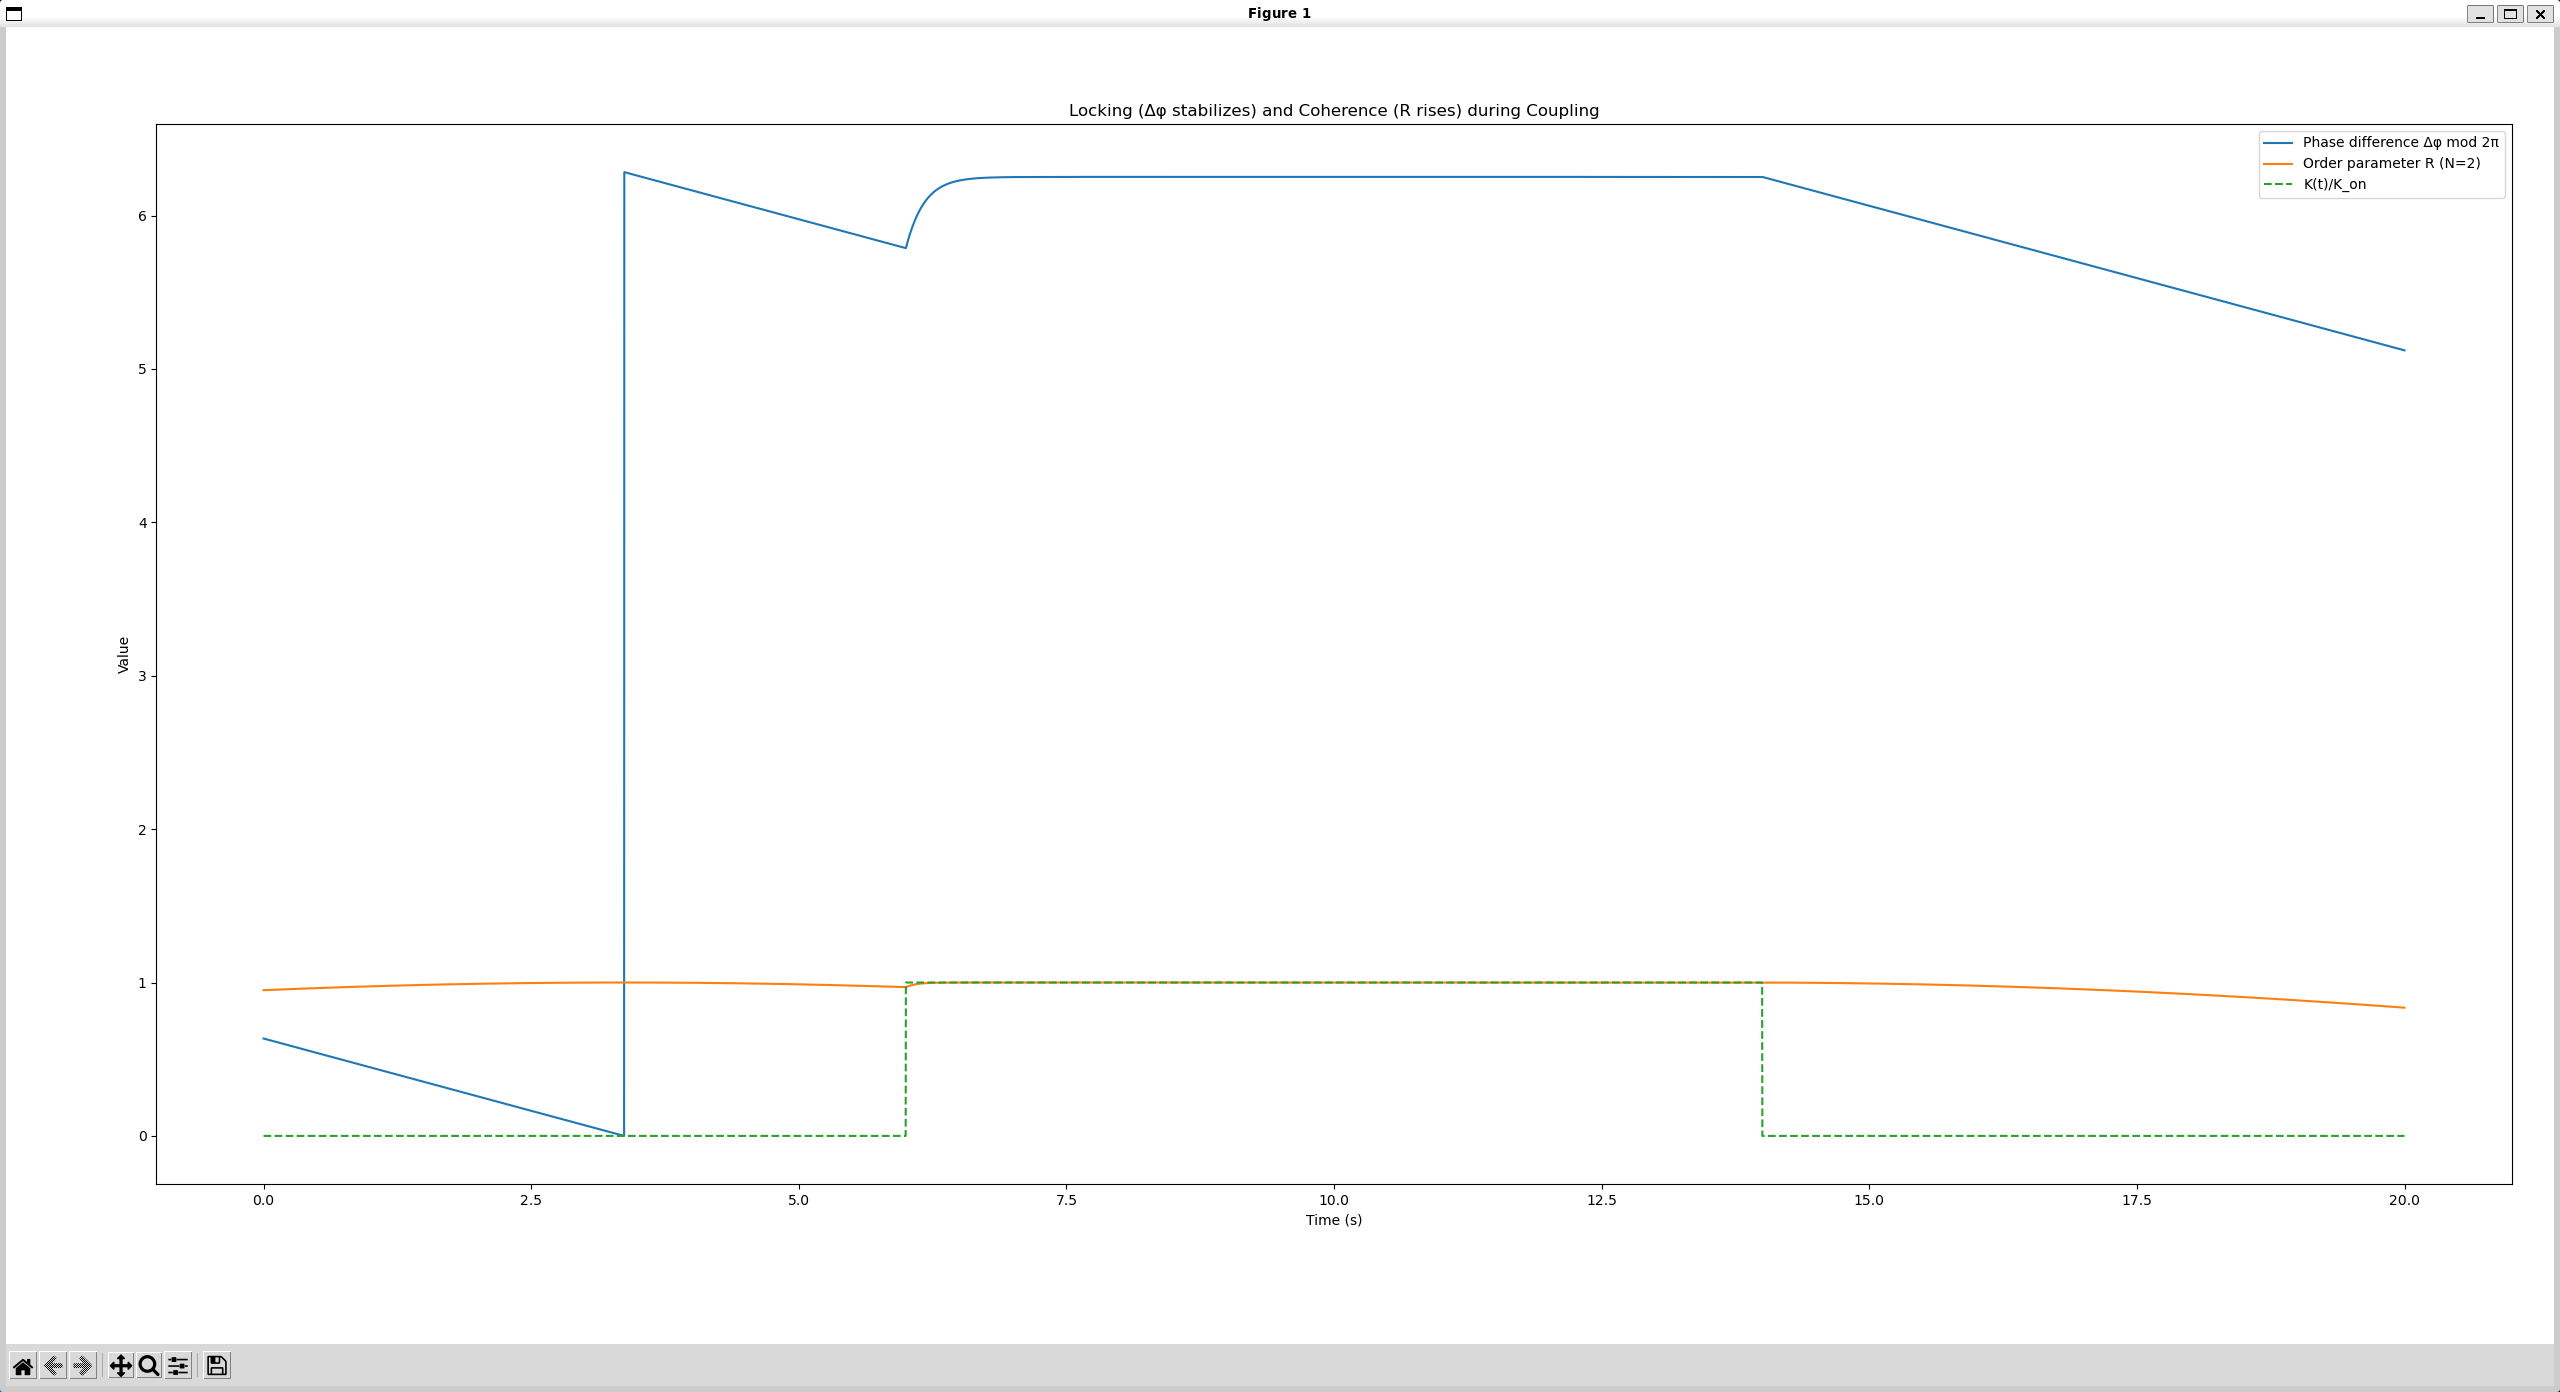 Figure 1
Locking (Δφ stabilizes) and Coherence (R rises) during Coupling
Phase difference Δφ mod 2π
Order parameter R (N=2)
K(t)/K_on
6
5
4
3
2
1
0
Value
0.0 2.5 5.0 7.5 10.0 12.5 15.0 17.5 20.0
Time (s)